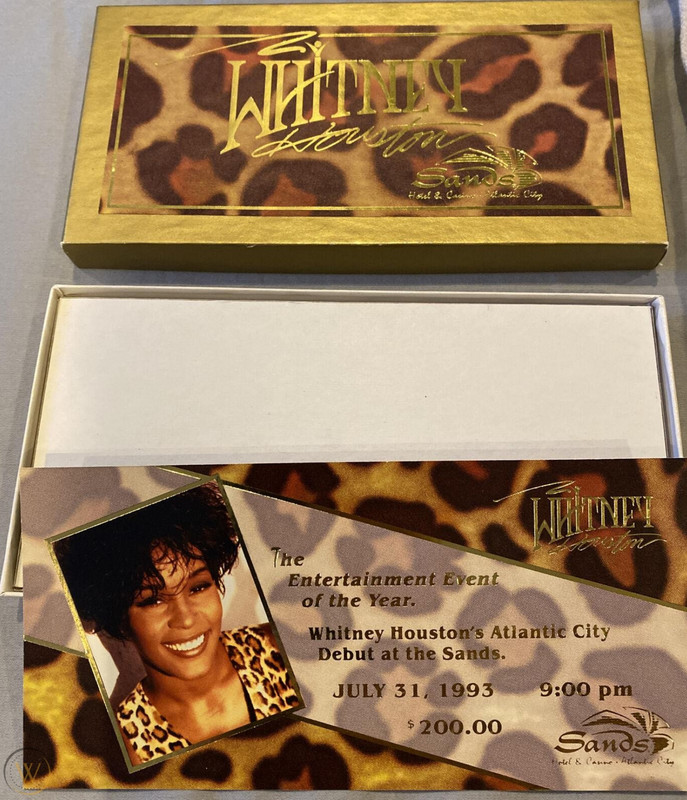 WHITNEY
Houston
Sands
Hotel & Casino • Atlantic City
WHITNEY
Houston
The
Entertainment Event
of the Year.
Whitney Houston's Atlantic City
Debut at the Sands.
JULY 31, 1993 9:00 pm
$200.00
Sands
Hotel & Casino • Atlantic City
W